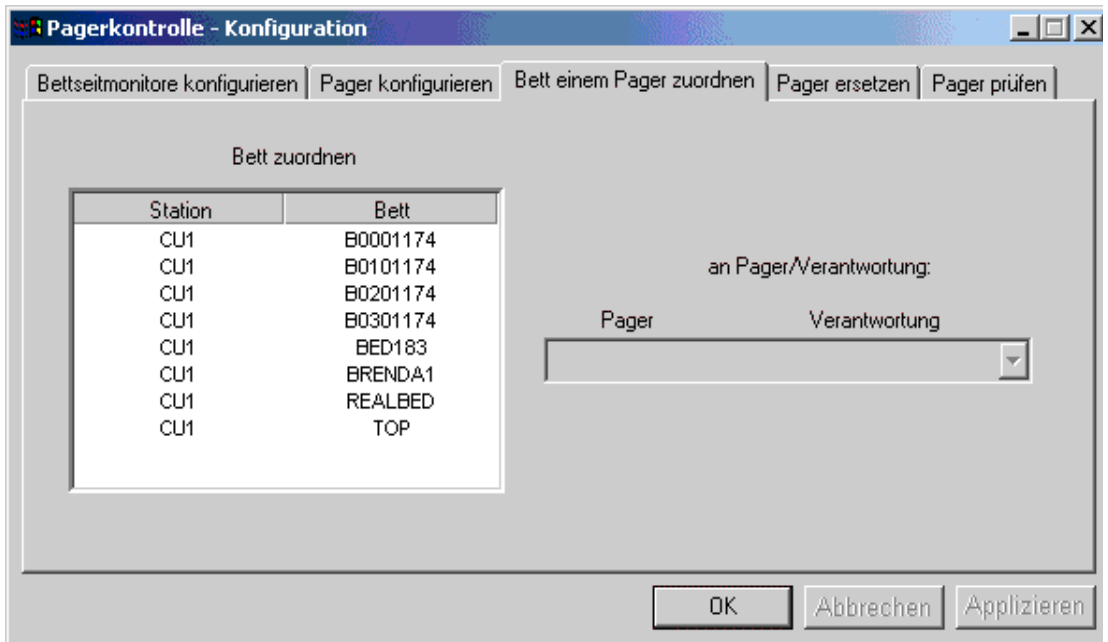 Pagerkontrolle - Konfiguration
Bettseitmonitore konfigurieren Pager konfigurieren Bett einem Pager zuordnen Pager ersetzen Pager prüfen
Bett zuordnen
Station Bett
CU1 B0001174
CU1 B0101174
CU1 B0201174
CU1 B0301174
CU1 BED183
CU1 BRENDA1
CU1 REALBED
CU1 TOP
an Pager/Verantwortung:
Pager Verantwortung
OK Abbrechen Applizieren